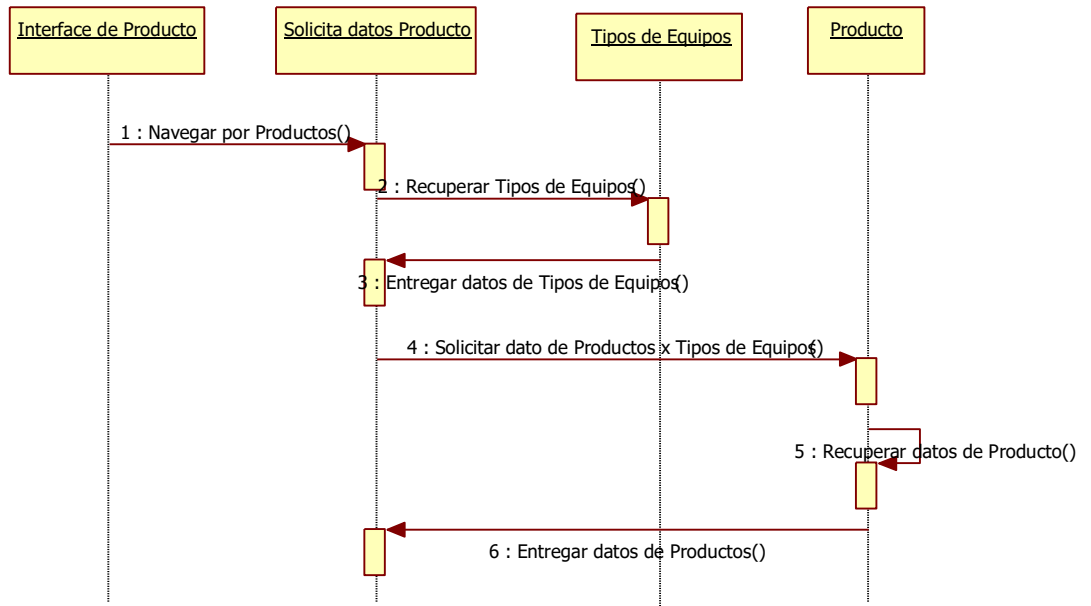 Interface de Producto
Solicita datos Producto
Tipos de Equipos
Producto
1 : Navegar por Productos()
2 : Recuperar Tipos de Equipos()
3 : Entregar datos de Tipos de Equipos()
4 : Solicitar dato de Productos x Tipos de Equipos()
5 : Recuperar datos de Producto()
6 : Entregar datos de Productos()